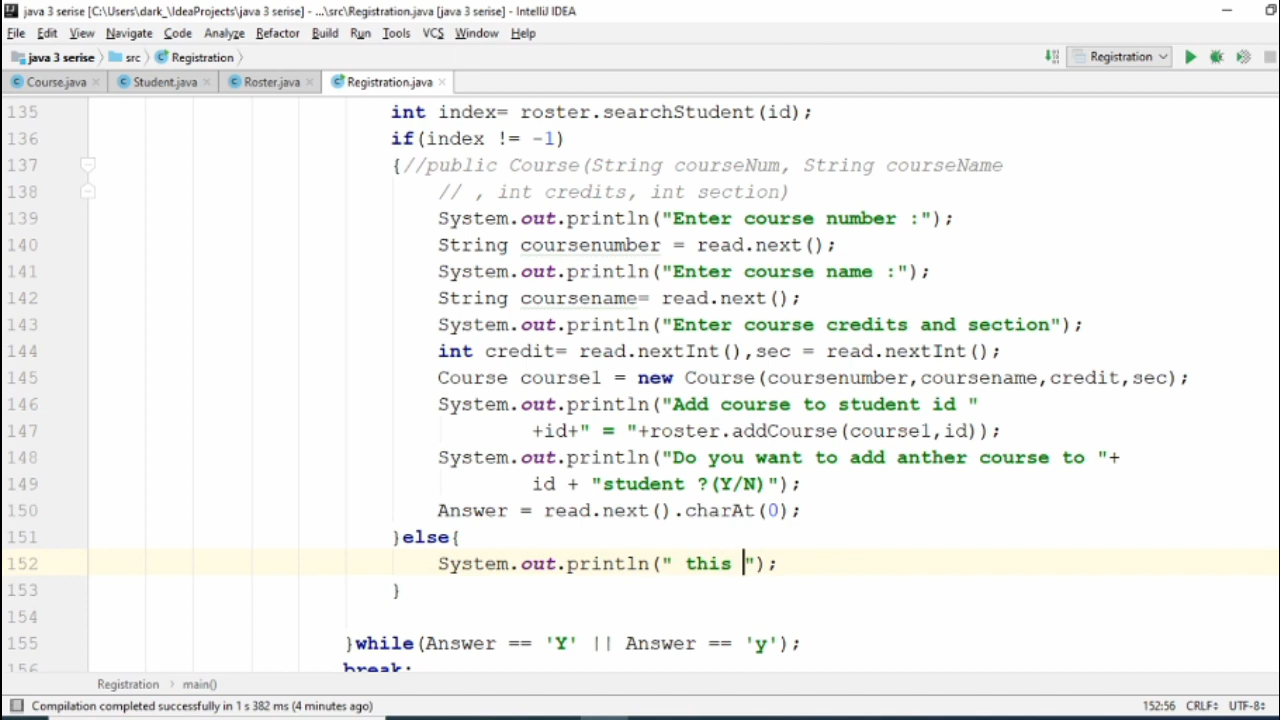 java 3 serise [C:\Users\dark_\IdeaProjects\java 3 serise] - ...\src\Registration.java [java 3 serise] - IntelliJ IDEA
File Edit View Navigate Code Analyze Refactor Build Run Tools VCS Window Help
java 3 serise src Registration Registration
Course.java Student.java Roster.java Registration.java
135 int index= roster.searchStudent(id);
136 if(index != -1)
137 {//public Course(String courseNum, String courseName
138 // , int credits, int section)
139 System.out.println("Enter course number :");
140 String coursenumber = read.next();
141 System.out.println("Enter course name :");
142 String coursename= read.next();
143 System.out.println("Enter course credits and section");
144 int credit= read.nextInt(),sec = read.nextInt();
145 Course course1 = new Course(coursenumber,coursename,credit,sec);
146 System.out.println("Add course to student id "
147 +id+" = "+roster.addCourse(course1,id));
148 System.out.println("Do you want to add anther course to "+
149 id + "student ?(Y/N)");
150 Answer = read.next().charAt(0);
151 }else{
152 System.out.println(" this ");
153 }
154
155 }while(Answer == 'Y' || Answer == 'y');
156 break;
Registration main()
Compilation completed successfully in 1 s 382 ms (4 minutes ago) 152:56 CRLF UTF-8